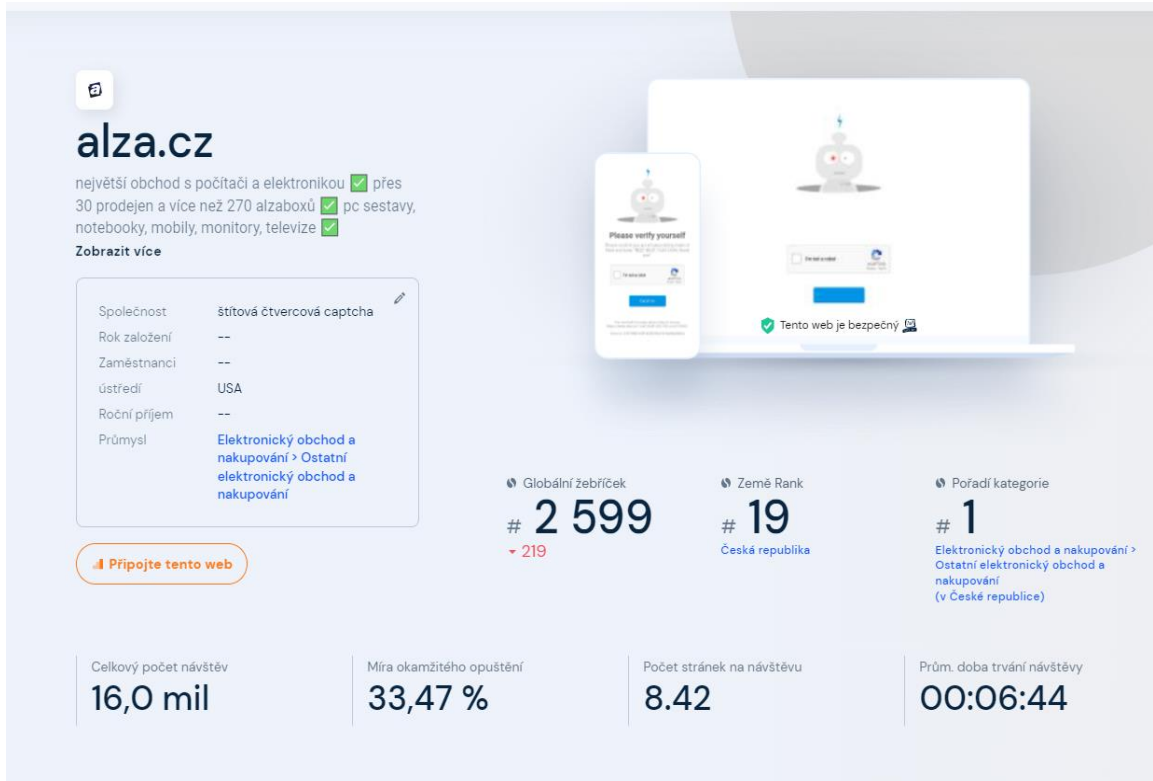 alza.cz
největší obchod s počítači a elektronikou ✅ přes
30 prodejen a více než 270 alzaboxů ✅ pc sestavy,
notebooky, mobily, monitory, televize ✅
Zobrazit více
Společnost štítová čtvercová captcha
Rok založení --
Zaměstnanci --
ústředí USA
Roční příjem --
Průmysl Elektronický obchod a
nakupování > Ostatní
elektronický obchod a
nakupování
Připojte tento web
Please verify yourself
I'm not a robot
I'm not a robot
Tento web je bezpečný
Globální žebříček
# 2 599
219
Země Rank
# 19
Česká republika
Pořadí kategorie
# 1
Elektronický obchod a nakupování >
Ostatní elektronický obchod a
nakupování
(v České republice)
Celkový počet návštěv
16,0 mil
Míra okamžitého opuštění
33,47 %
Počet stránek na návštěvu
8.42
Prům. doba trvání návštěvy
00:06:44